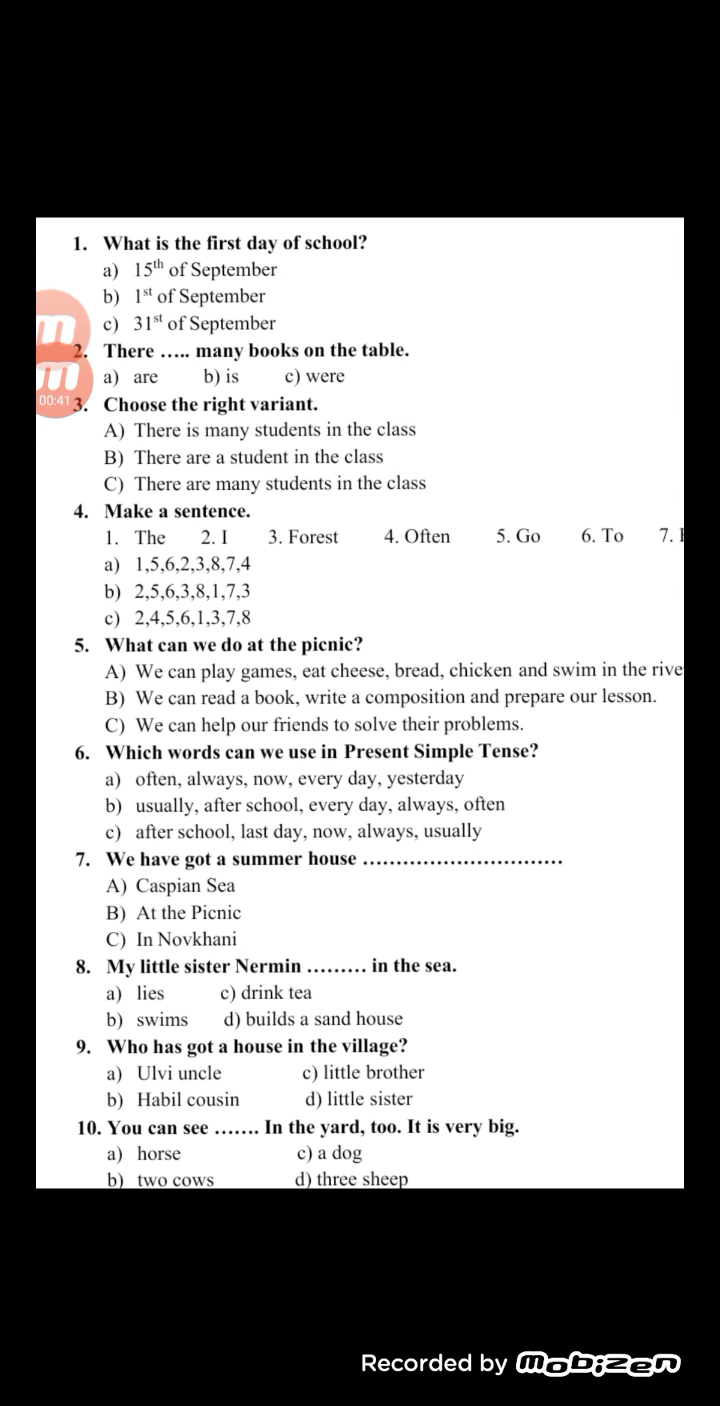 1. What is the first day of school?
a) 15th of September
b) 1st of September
c) 31st of September
2. There ..... many books on the table.
a) are b) is c) were
00:41
3. Choose the right variant.
A) There is many students in the class
B) There are a student in the class
C) There are many students in the class
4. Make a sentence.
1. The 2. I 3. Forest 4. Often 5. Go 6. To 7.
a) 1,5,6,2,3,8,7,4
b) 2,5,6,3,8,1,7,3
c) 2,4,5,6,1,3,7,8
5. What can we do at the picnic?
A) We can play games, eat cheese, bread, chicken and swim in the rive
B) We can read a book, write a composition and prepare our lesson.
C) We can help our friends to solve their problems.
6. Which words can we use in Present Simple Tense?
a) often, always, now, every day, yesterday
b) usually, after school, every day, always, often
c) after school, last day, now, always, usually
7. We have got a summer house ..............................
A) Caspian Sea
B) At the Picnic
C) In Novkhani
8. My little sister Nermin ......... in the sea.
a) lies c) drink tea
b) swims d) builds a sand house
9. Who has got a house in the village?
a) Ulvi uncle c) little brother
b) Habil cousin d) little sister
10. You can see ....... In the yard, too. It is very big.
a) horse c) a dog
b) two cows d) three sheep
Recorded by Mobizen